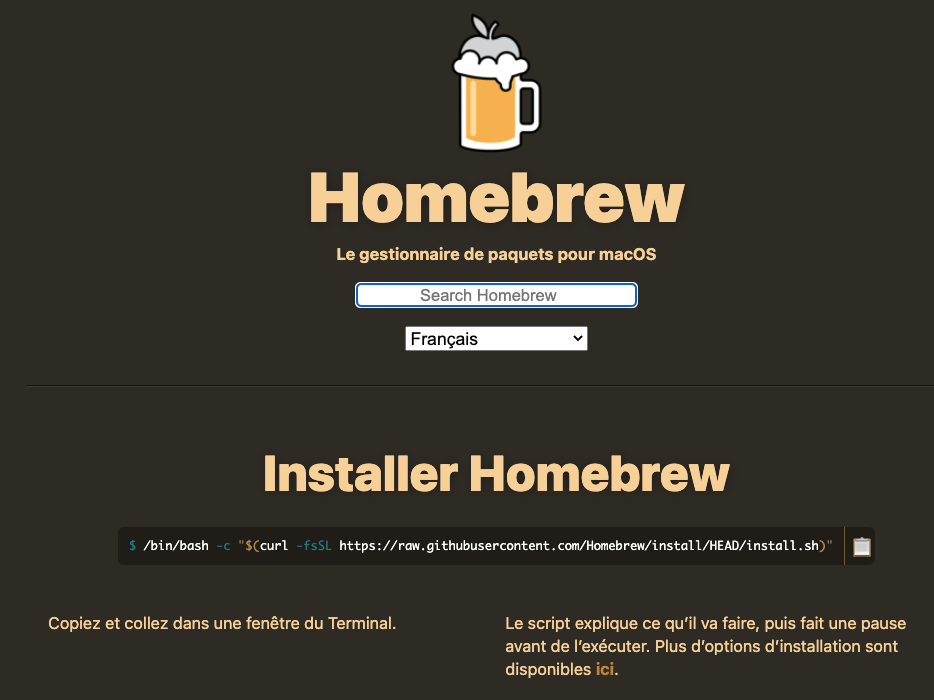 Homebrew
Le gestionnaire de paquets pour macOS
Search Homebrew
Français
Installer Homebrew
$ /bin/bash -c "$(curl -fsSL https://raw.githubusercontent.com/Homebrew/install/HEAD/install.sh)"
Copiez et collez dans une fenêtre du Terminal.
Le script explique ce qu’il va faire, puis fait une pause
avant de l’exécuter. Plus d’options d’installation sont
disponibles ici.